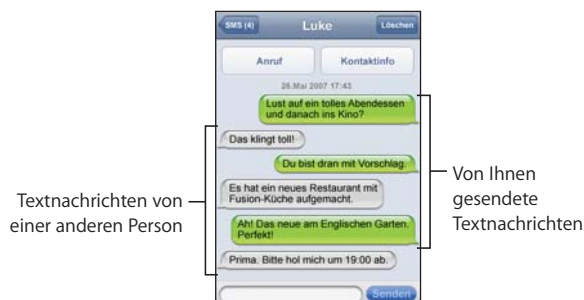 SMS (4)
Luke
Löschen
Anruf
Kontaktinfo
26.Mai 2007 17:43
Lust auf ein tolles Abendessen
und danach ins Kino?
Das klingt toll!
Du bist dran mit Vorschlag.
Es hat ein neues Restaurant mit
Fusion-Küche aufgemacht.
Ah! Das neue am Englischen Garten.
Perfekt!
Prima. Bitte hol mich um 19:00 ab.
Senden
Textnachrichten von
einer anderen Person
Von Ihnen
gesendete
Textnachrichten